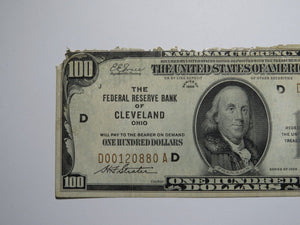 NATIONAL CURRENCY
100
THE UNITED STATES OF AMERICA
J
D
THE
FEDERAL RESERVE BANK
OF
CLEVELAND
OHIO
WILL PAY TO THE BEARER ON DEMAND
ONE HUNDRED DOLLARS
D00120880A D
100
ONE HUNDRED
DOLLARS